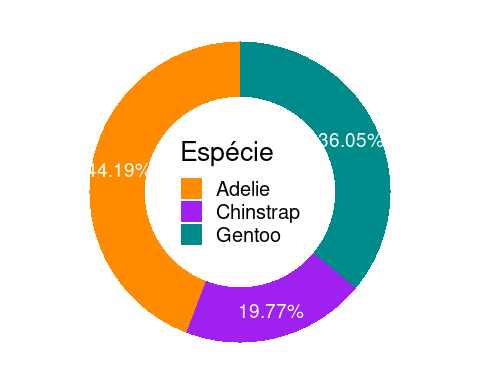 36.05%
Espécie
44.19%
Adelie
Chinstrap
Gentoo
19.77%